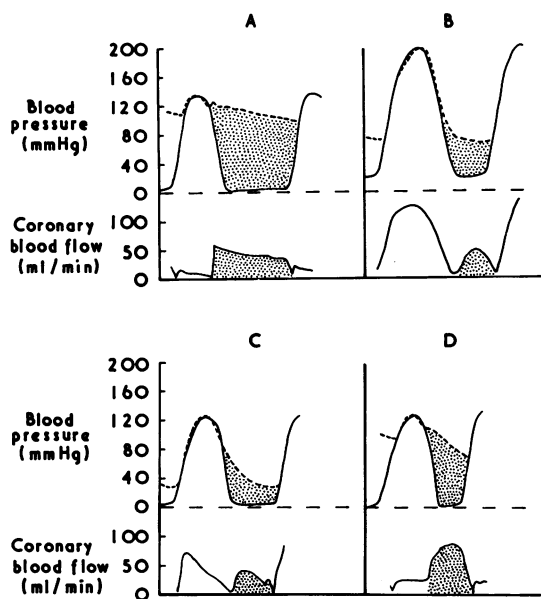 A
B
200
160
120
80
40
0
Blood
pressure
(mmHg)
100
50
0
Coronary
blood flow
(ml/min)
C
D
200
160
120
80
40
0
Blood
pressure
(mmHg)
100
50
0
Coronary
blood flow
(ml/min)